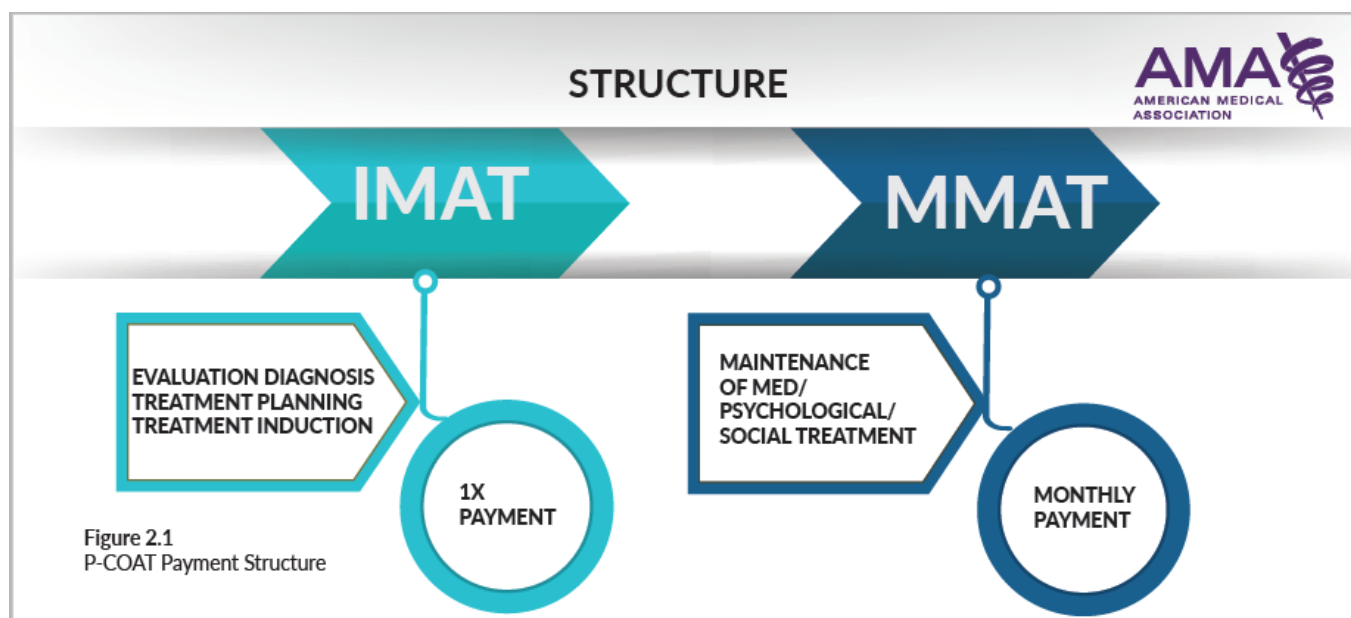 STRUCTURE
AMA
AMERICAN MEDICAL
ASSOCIATION
IMAT
MMAT
EVALUATION DIAGNOSIS
TREATMENT PLANNING
TREATMENT INDUCTION
1X
PAYMENT
MAINTENANCE
OF MED/
PSYCHOLOGICAL/
SOCIAL TREATMENT
MONTHLY
PAYMENT
Figure 2.1
P-COAT Payment Structure